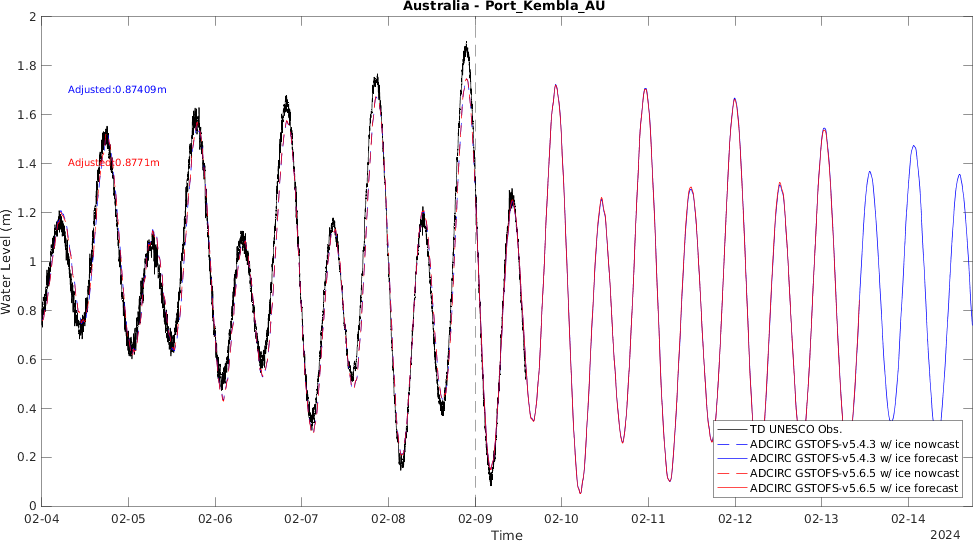 Australia - Port_Kembla_AU
2
1.8
1.6
1.4
1.2
1
0.8
0.6
0.4
0.2
0
Water Level (m)
Adjusted:0.87409m
Adjusted:0.8771m
TD UNESCO Obs.
ADCIRC GSTOFS-v5.4.3 w/ ice nowcast
ADCIRC GSTOFS-v5.4.3 w/ ice forecast
ADCIRC GSTOFS-v5.6.5 w/ ice nowcast
ADCIRC GSTOFS-v5.6.5 w/ ice forecast
02-04 02-05 02-06 02-07 02-08 02-09 02-10 02-11 02-12 02-13 02-14
Time
2024